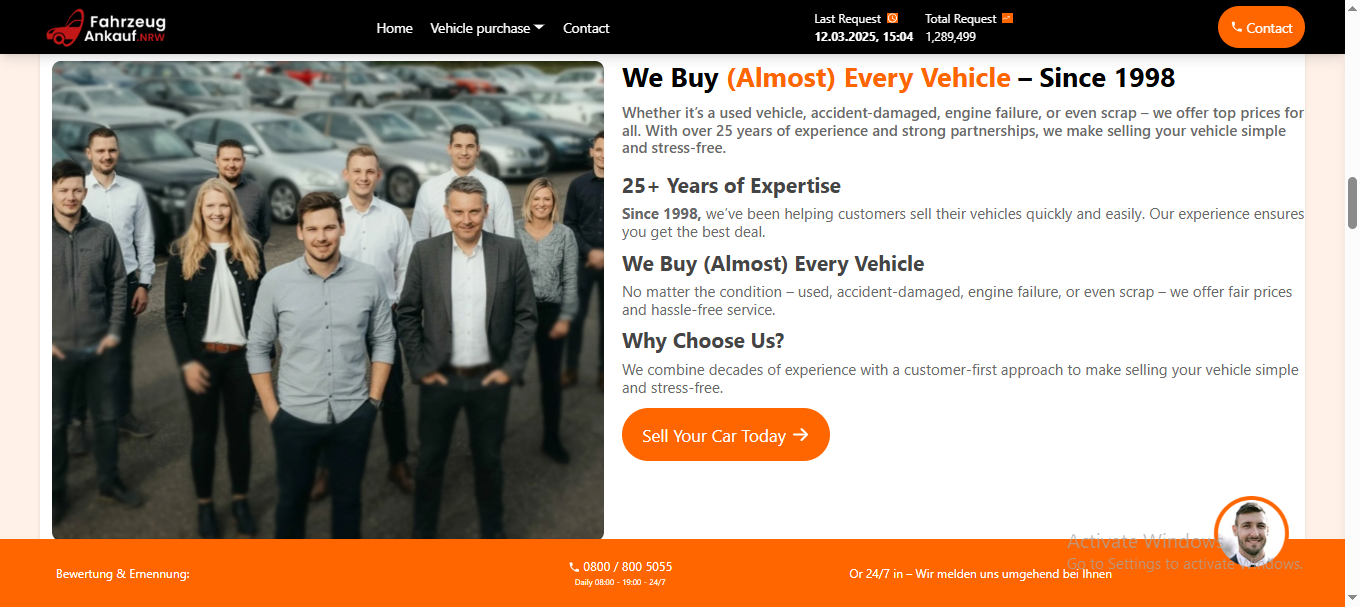 Fahrzeug
Ankauf.NRW
Home
Vehicle purchase
Contact
Last Request
12.03.2025, 15:04
Total Request
1,289,499
Contact
We Buy (Almost) Every Vehicle – Since 1998
Whether it's a used vehicle, accident-damaged, engine failure, or even scrap – we offer top prices for
all. With over 25 years of experience and strong partnerships, we make selling your vehicle simple
and stress-free.
25+ Years of Expertise
Since 1998, we've been helping customers sell their vehicles quickly and easily. Our experience ensures
you get the best deal.
We Buy (Almost) Every Vehicle
No matter the condition – used, accident-damaged, engine failure, or even scrap – we offer fair prices
and hassle-free service.
Why Choose Us?
We combine decades of experience with a customer-first approach to make selling your vehicle simple
and stress-free.
Sell Your Car Today
Activate Windows
Go to Settings to activate Windows.
Bewertung & Ernennung:
0800 / 800 5055
Daily 08:00 - 19:00 - 24/7
Or 24/7 in – Wir melden uns umgehend bei Ihnen